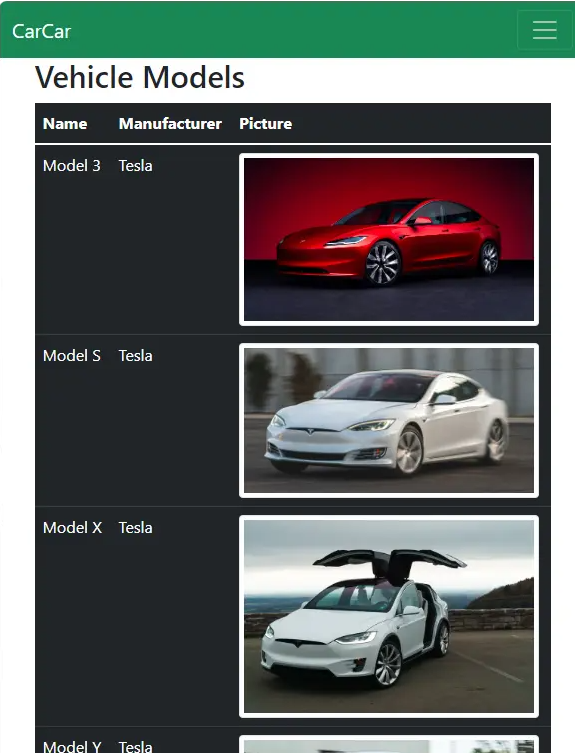 CarCar
Vehicle Models
Name Manufacturer Picture
Model 3 Tesla
Model S Tesla
Model X Tesla
Model Y Tesla